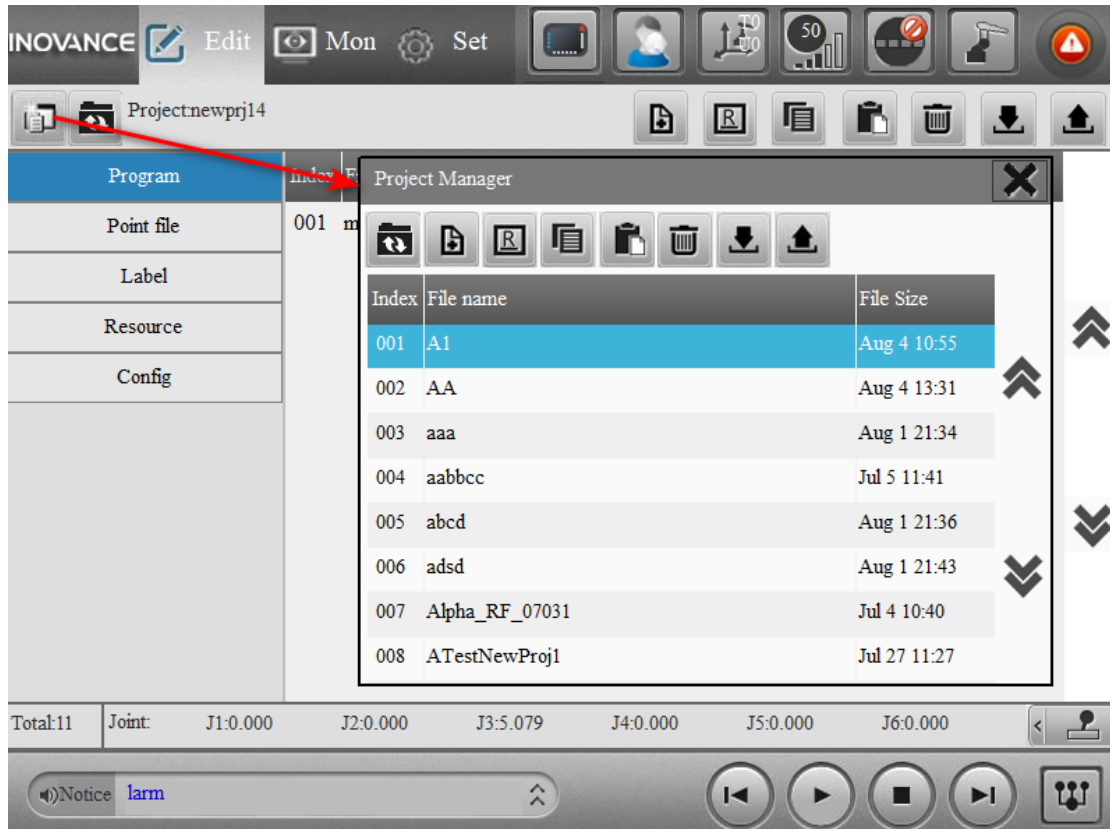 INOVANCE Edit Mon Set 50 T0 U0
Project:newprj14 R
Program
Point file
Label
Resource
Config
Index
001 m
Project Manager
R
Index File name File Size
001 A1 Aug 4 10:55
002 AA Aug 4 13:31
003 aaa Aug 1 21:34
004 aabbcc Jul 5 11:41
005 abcd Aug 1 21:36
006 adsd Aug 1 21:43
007 Alpha_RF_07031 Jul 4 10:40
008 ATestNewProj1 Jul 27 11:27
Total:11 Joint: J1:0.000 J2:0.000 J3:5.079 J4:0.000 J5:0.000 J6:0.000
Notice larm